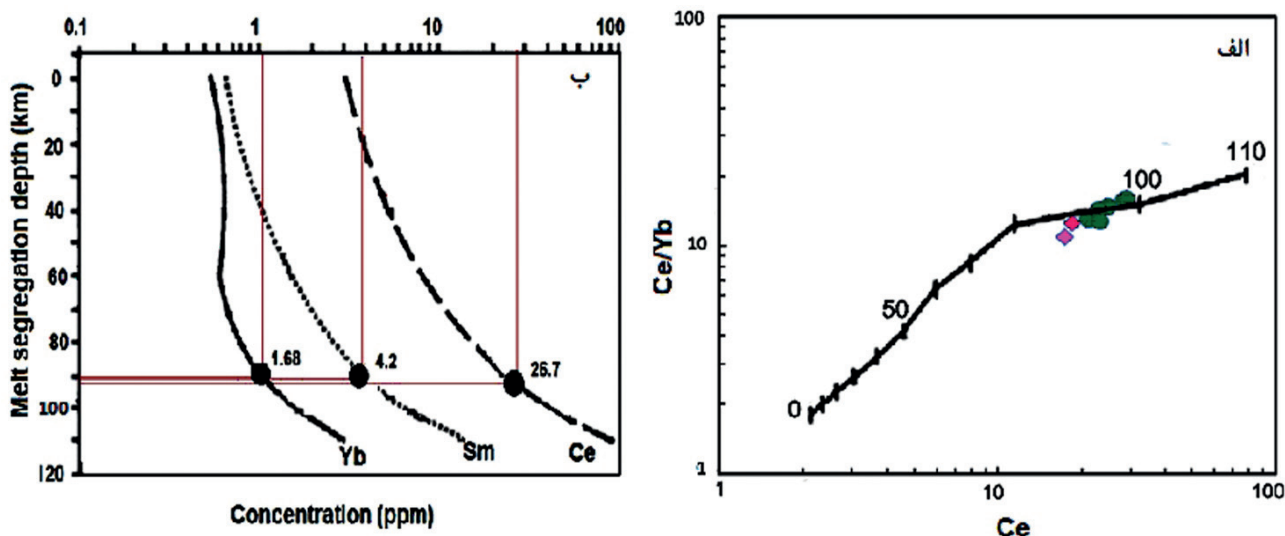 0.1 1 10 100
ب
0
20
40
60
80
100
120
Melt segregation depth (km)
1.68
4.2
26.7
Yb
Sm
Ce
Concentration (ppm)
الف
100
10
1
Ce/Yb
0
50
100
110
1 10 100
Ce